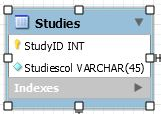 Studies
StudyID INT
Studiescol VARCHAR(45)
Indexes